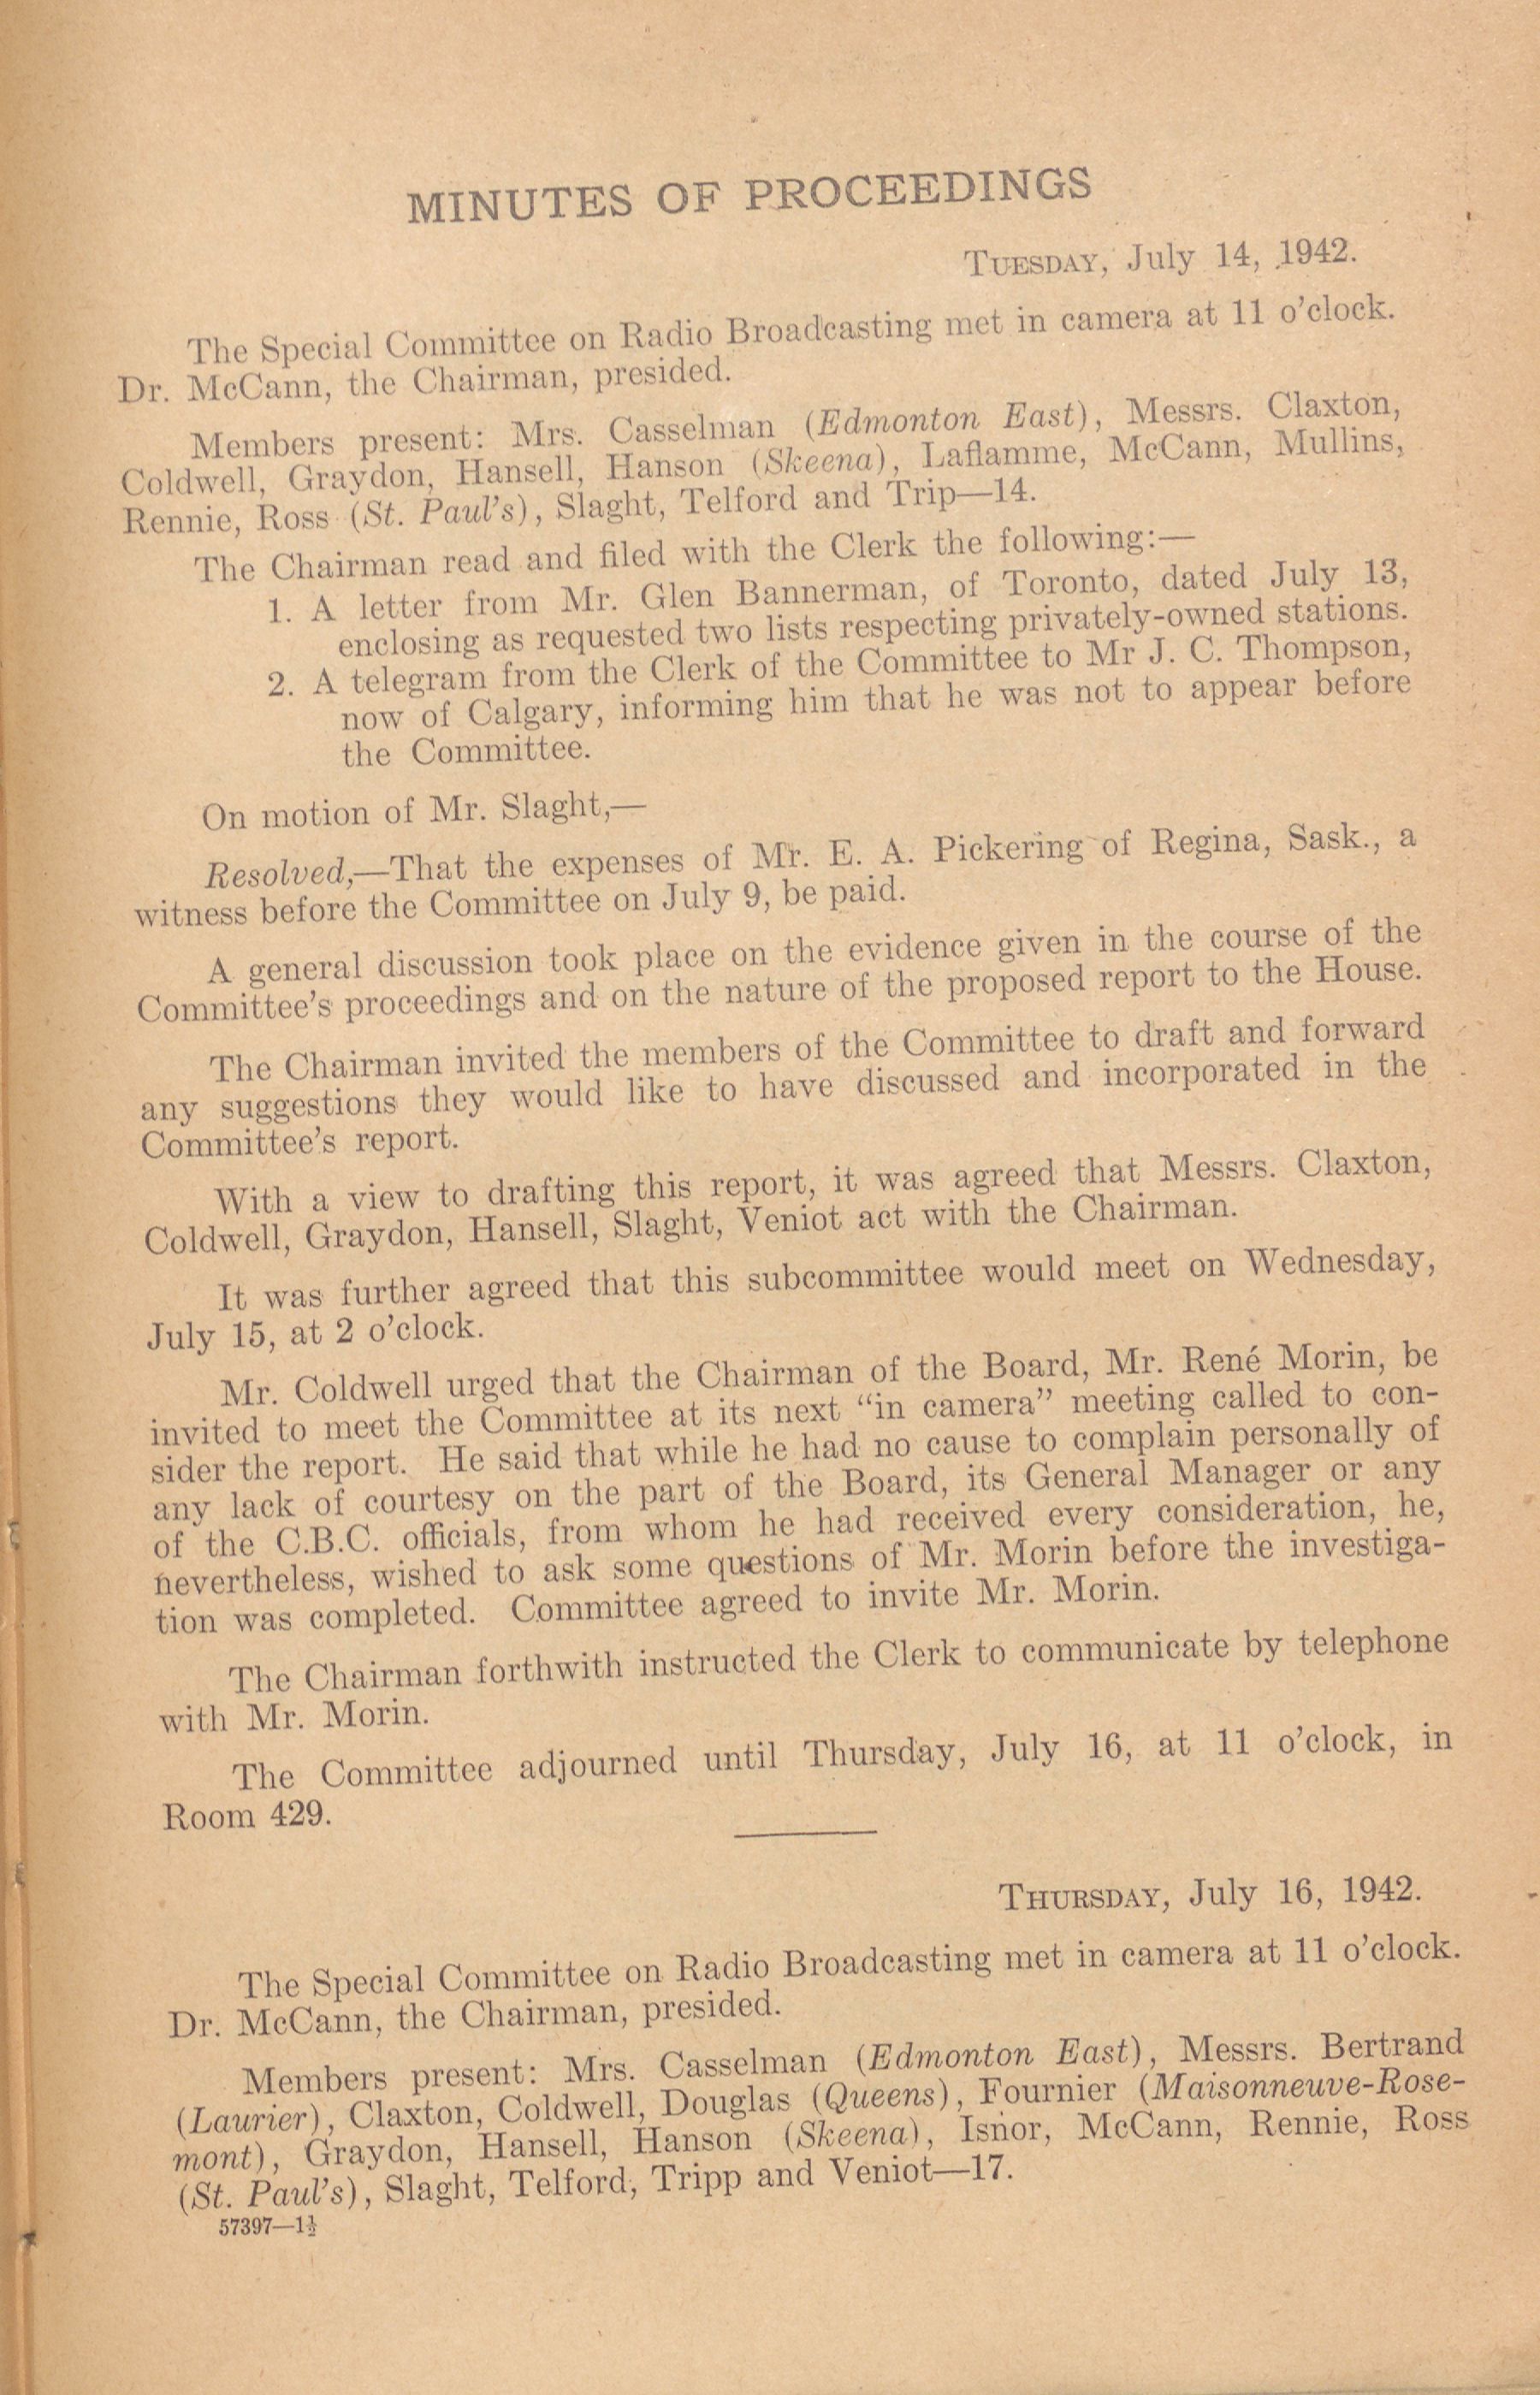 MINUTES OF PROCEEDINGS
TUESDAY, July 14, 1942.
The Special Committee on Radio Broadcasting met in camera at 11 o'clock.
Dr. McCann, the Chairman, presided.
Members present: Mrs. Casselman (Edmonton East), Messrs. Claxton,
Coldwell, Graydon, Hansell, Hanson (Skeena), Laflamme, McCann, Mullins,
Rennie, Ross (St. Paul's), Slaght, Telford and Trip—14.
The Chairman read and filed with the Clerk the following:—
1. A letter from Mr. Glen Bannerman, of Toronto, dated July 13,
enclosing as requested two lists respecting privately-owned stations.
2. A telegram from the Clerk of the Committee to Mr J. C. Thompson,
now of Calgary, informing him that he was not to appear before
the Committee.
On motion of Mr. Slaght,—
Resolved,—That the expenses of Mr. E. A. Pickering of Regina, Sask., a
witness before the Committee on July 9, be paid.
A general discussion took place on the evidence given in the course of the
Committee's proceedings and on the nature of the proposed report to the House.
The Chairman invited the members of the Committee to draft and forward
any suggestions they would like to have discussed and incorporated in the
Committee's report.
With a view to drafting this report, it was agreed that Messrs. Claxton,
Coldwell, Graydon, Hansell, Slaght, Veniot act with the Chairman.
It was further agreed that this subcommittee would meet on Wednesday,
July 15, at 2 o'clock.
Mr. Coldwell urged that the Chairman of the Board, Mr. René Morin, be
invited to meet the Committee at its next "in camera" meeting called to con-
sider the report. He said that while he had no cause to complain personally of
any lack of courtesy on the part of the Board, its General Manager or any
of the C.B.C. officials, from whom he had received every consideration, he,
nevertheless, wished to ask some questions of Mr. Morin before the investiga-
tion was completed. Committee agreed to invite Mr. Morin.
The Chairman forthwith instructed the Clerk to communicate by telephone
with Mr. Morin.
The Committee adjourned until Thursday, July 16, at 11 o'clock, in
Room 429.
THURSDAY, July 16, 1942.
The Special Committee on Radio Broadcasting met in camera at 11 o'clock.
Dr. McCann, the Chairman, presided.
Members present: Mrs. Casselman (Edmonton East), Messrs. Bertrand
(Laurier), Claxton, Coldwell, Douglas (Queens), Fournier (Maisonneuve-Rose-
mont), Graydon, Hansell, Hanson (Skeena), Isnor, McCann, Rennie, Ross
(St. Paul's), Slaght, Telford, Tripp and Veniot—17.
57397—1½